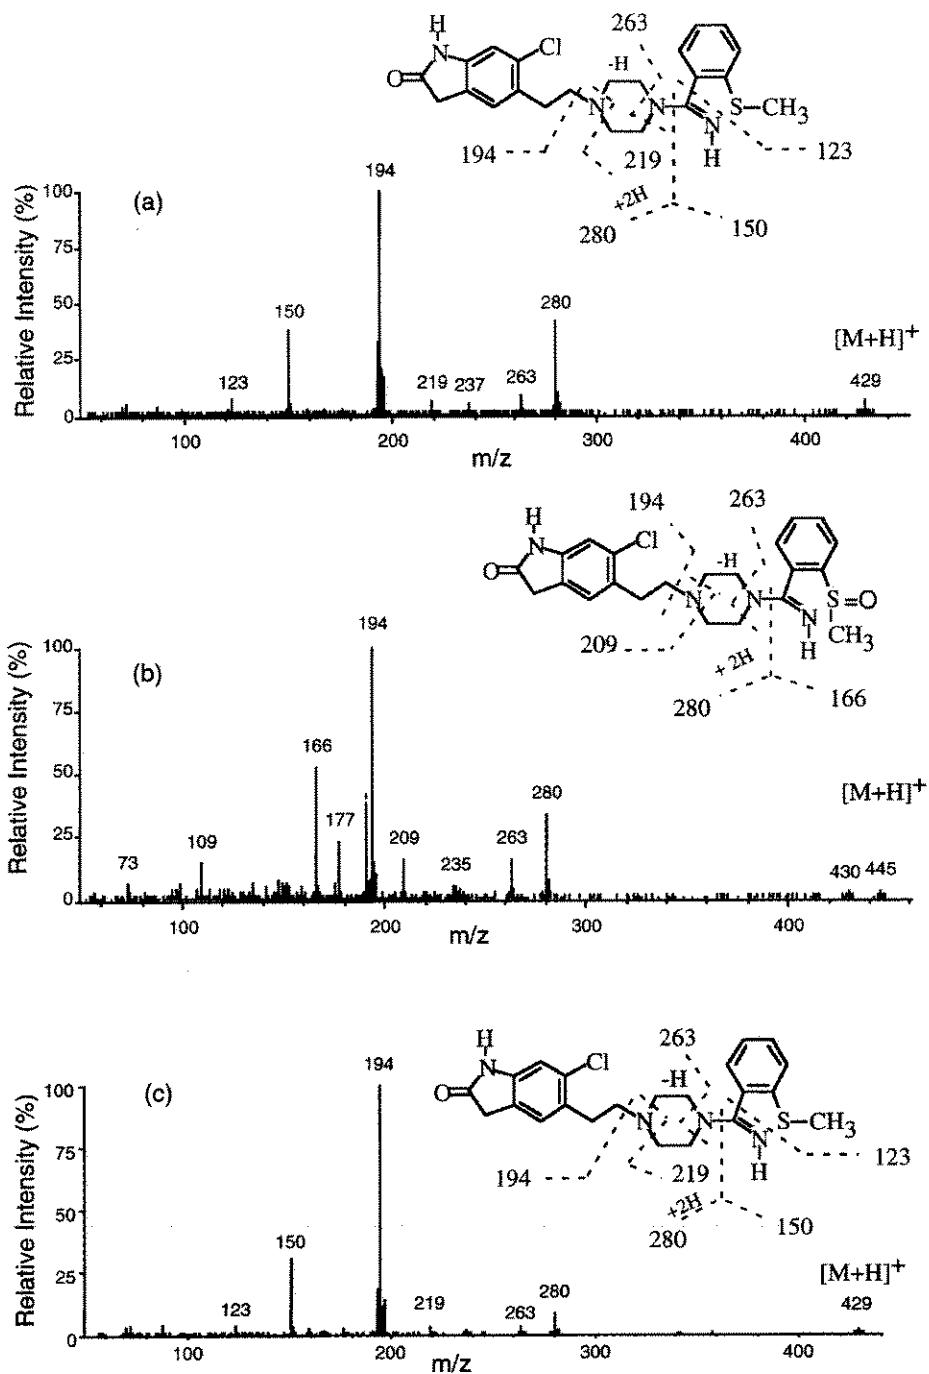 H
N
O
Cl
N
-H
N
263
N
H
S—CH3
194
219
123
+2H
280
150
(a)
Relative Intensity (%)
100
75
50
25
0
123
150
194
219
237
263
280
[M+H]+
429
100
200
300
400
m/z
H
N
O
Cl
194
263
N
-H
N
N
H
S=O
CH3
209
+ 2H
280
166
(b)
Relative Intensity (%)
100
75
50
25
0
73
109
166
177
194
209
235
263
280
[M+H]+
430
445
100
200
300
400
m/z
H
N
O
Cl
263
-H
N
N
N
H
S—CH3
194
219
123
+2H
280
150
(c)
Relative Intensity (%)
100
75
50
25
0
123
150
194
219
263
280
[M+H]+
429
100
200
300
400
m/z